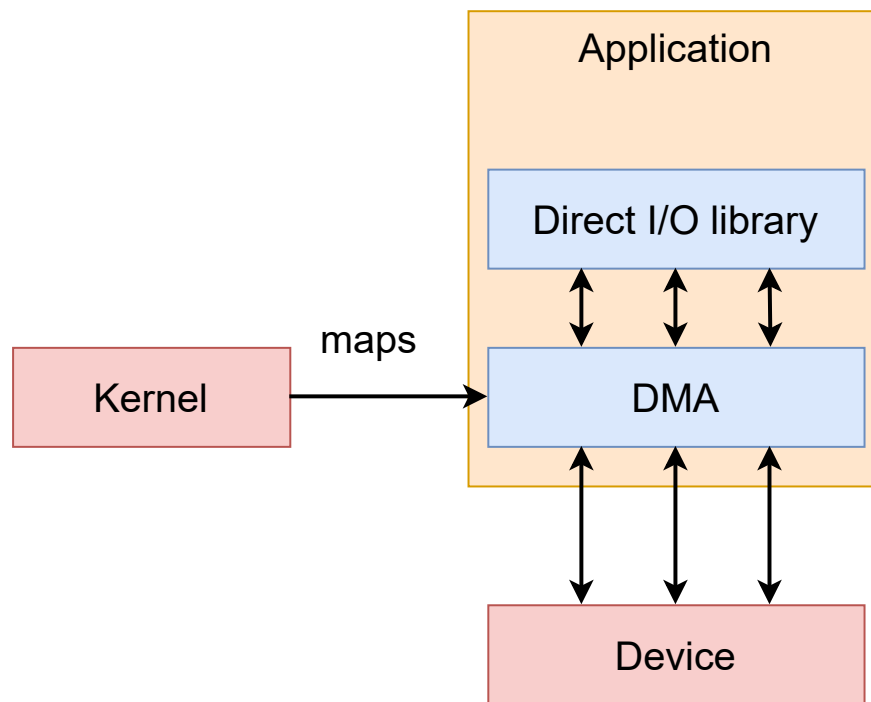 Application
Direct I/O library
maps
Kernel
DMA
Device